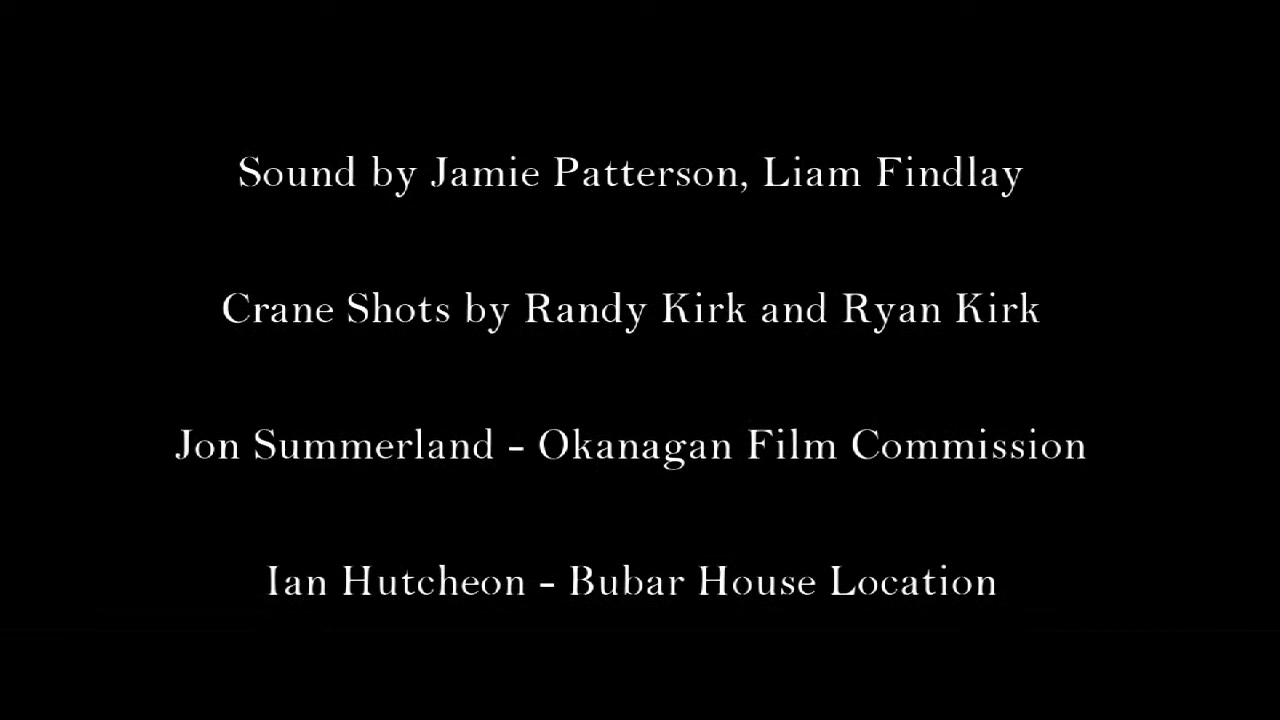 Sound by Jamie Patterson, Liam Findlay
Crane Shots by Randy Kirk and Ryan Kirk
Jon Summerland - Okanagan Film Commission
Ian Hutcheon - Bubar House Location